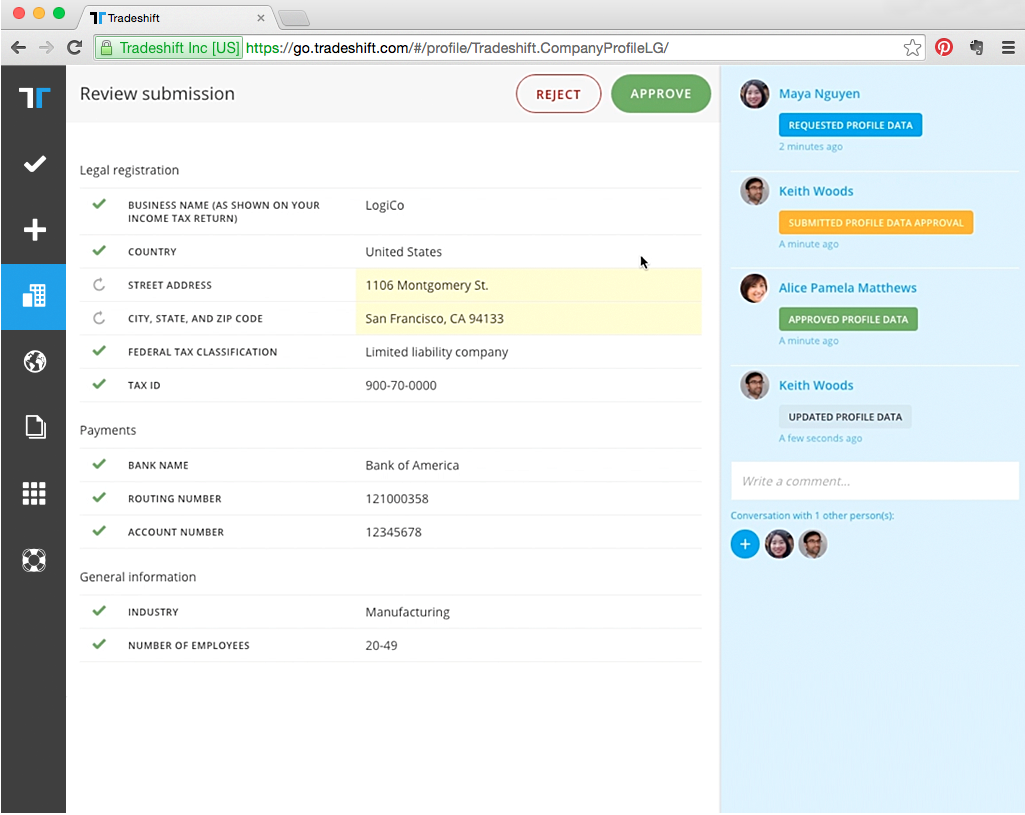 Tradeshift
Tradeshift Inc [US] https://go.tradeshift.com/#/profile/Tradeshift.CompanyProfileLG/
Review submission
REJECT
APPROVE
Legal registration
BUSINESS NAME (AS SHOWN ON YOUR
INCOME TAX RETURN)
LogiCo
COUNTRY
United States
STREET ADDRESS
1106 Montgomery St.
CITY, STATE, AND ZIP CODE
San Francisco, CA 94133
FEDERAL TAX CLASSIFICATION
Limited liability company
TAX ID
900-70-0000
Payments
BANK NAME
Bank of America
ROUTING NUMBER
121000358
ACCOUNT NUMBER
12345678
General information
INDUSTRY
Manufacturing
NUMBER OF EMPLOYEES
20-49
Maya Nguyen
REQUESTED PROFILE DATA
2 minutes ago
Keith Woods
SUBMITTED PROFILE DATA APPROVAL
A minute ago
Alice Pamela Matthews
APPROVED PROFILE DATA
A minute ago
Keith Woods
UPDATED PROFILE DATA
A few seconds ago
Write a comment...
Conversation with 1 other person(s):